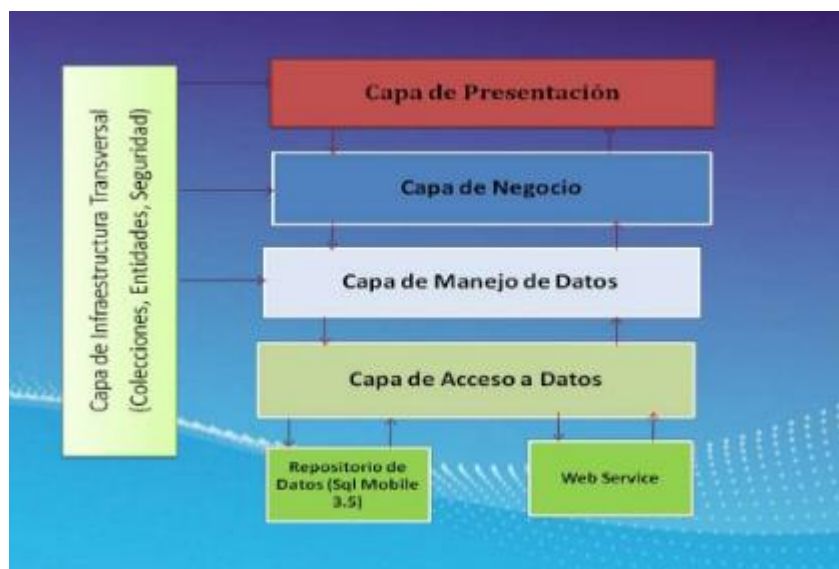 Capa de Infraestructura Transversal
(Colecciones, Entidades, Seguridad)
Capa de Presentación
Capa de Negocio
Capa de Manejo de Datos
Capa de Acceso a Datos
Repositorio de
Datos (Sql Mobile
3.5)
Web Service